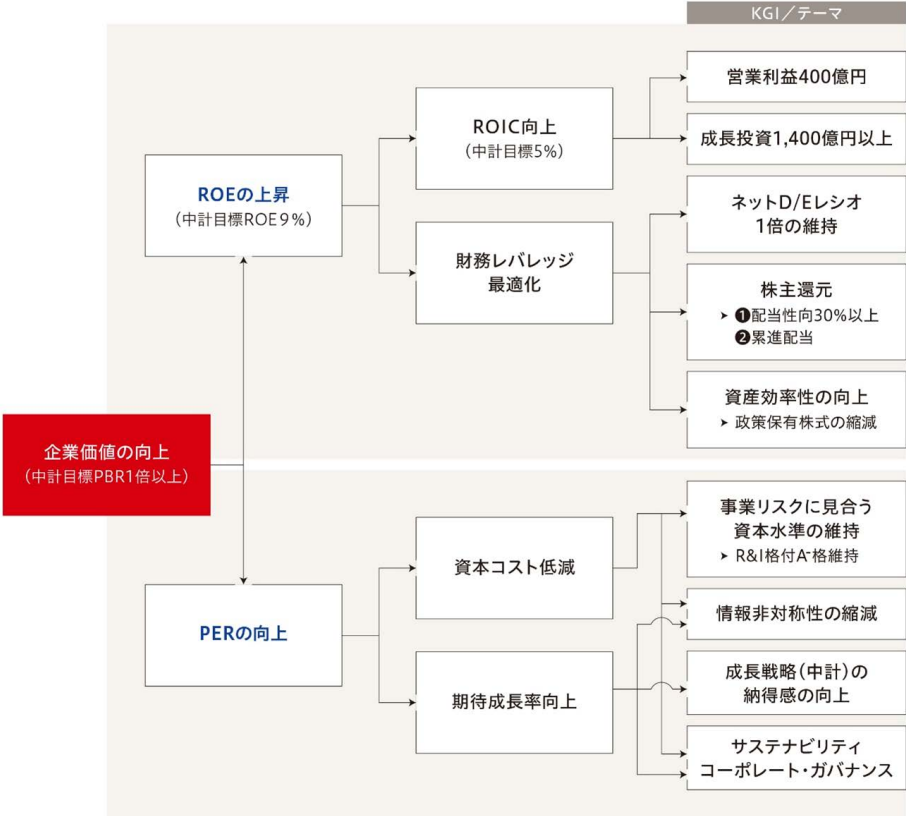 KGI／テーマ
企業価値の向上
（中計目標PBR1倍以上）
ROEの上昇
（中計目標ROE9%）
ROIC向上
（中計目標5%）
営業利益400億円
成長投資1,400億円以上
財務レバレッジ
最適化
ネットD/Eレシオ
1倍の維持
株主還元
➤ ❶配当性向30%以上
❷累進配当
資産効率性の向上
➤ 政策保有株式の縮減
PERの向上
資本コスト低減
事業リスクに見合う
資本水準の維持
➤ R&I格付A⁻格維持
情報非対称性の縮減
期待成長率向上
成長戦略（中計）の
納得感の向上
サステナビリティ
コーポレート・ガバナンス